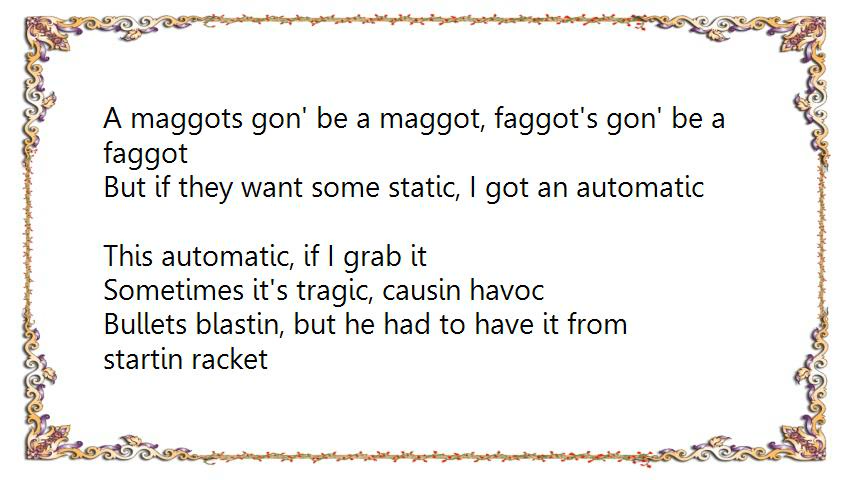 A maggots gon' be a maggot, faggot's gon' be a
faggot
But if they want some static, I got an automatic
This automatic, if I grab it
Sometimes it's tragic, causin havoc
Bullets blastin, but he had to have it from
startin racket